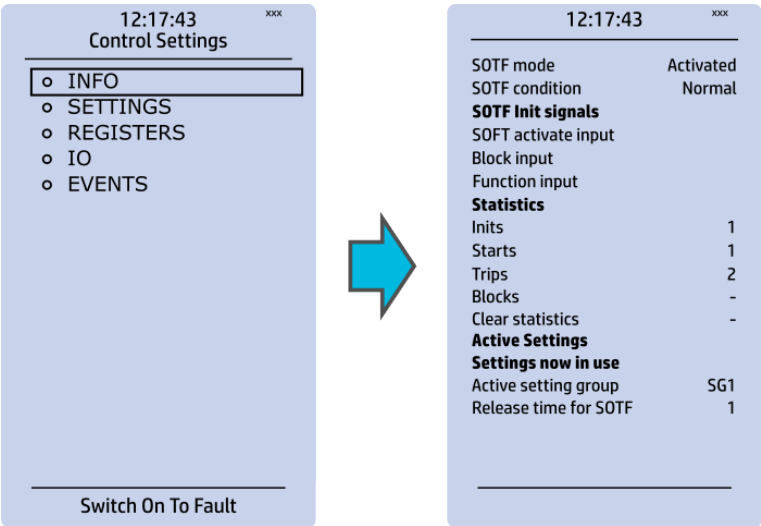 12:17:43 xxx
Control Settings
INFO
SETTINGS
REGISTERS
IO
EVENTS
Switch On To Fault
12:17:43 xxx
SOTF mode Activated
SOTF condition Normal
SOTF Init signals
SOFT activate input
Block input
Function input
Statistics
Inits 1
Starts 1
Trips 2
Blocks -
Clear statistics -
Active Settings
Settings now in use
Active setting group SG1
Release time for SOTF 1